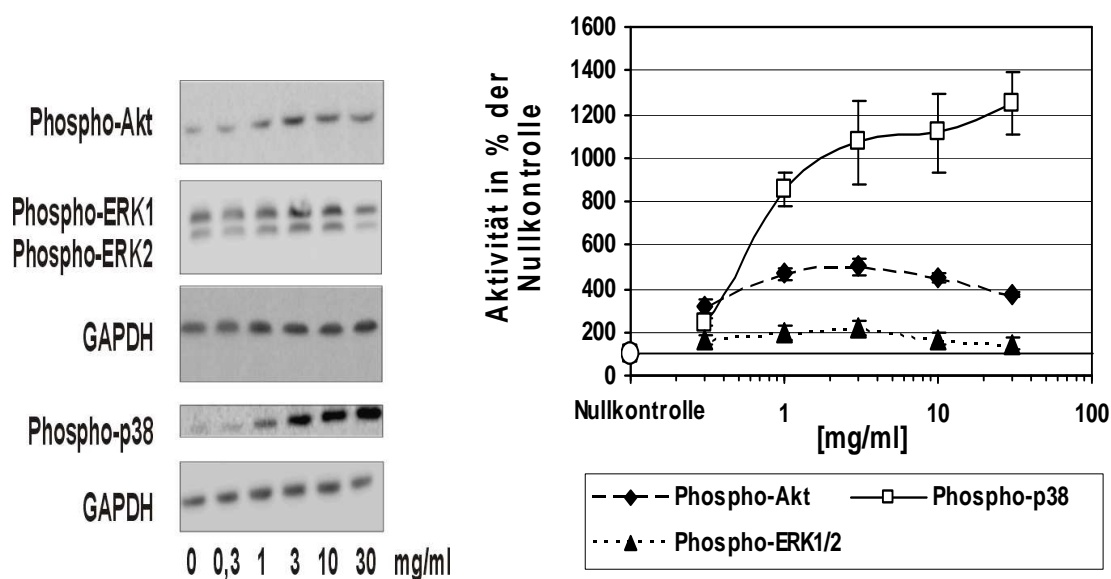 Phospho-Akt
Phospho-ERK1
Phospho-ERK2
GAPDH
Phospho-p38
GAPDH
0 0,3 1 3 10 30 mg/ml
Aktivität in % der
Nullkontrolle
1600
1400
1200
1000
800
600
400
200
0
Nullkontrolle 1 10 100
[mg/ml]
Phospho-Akt Phospho-p38
Phospho-ERK1/2